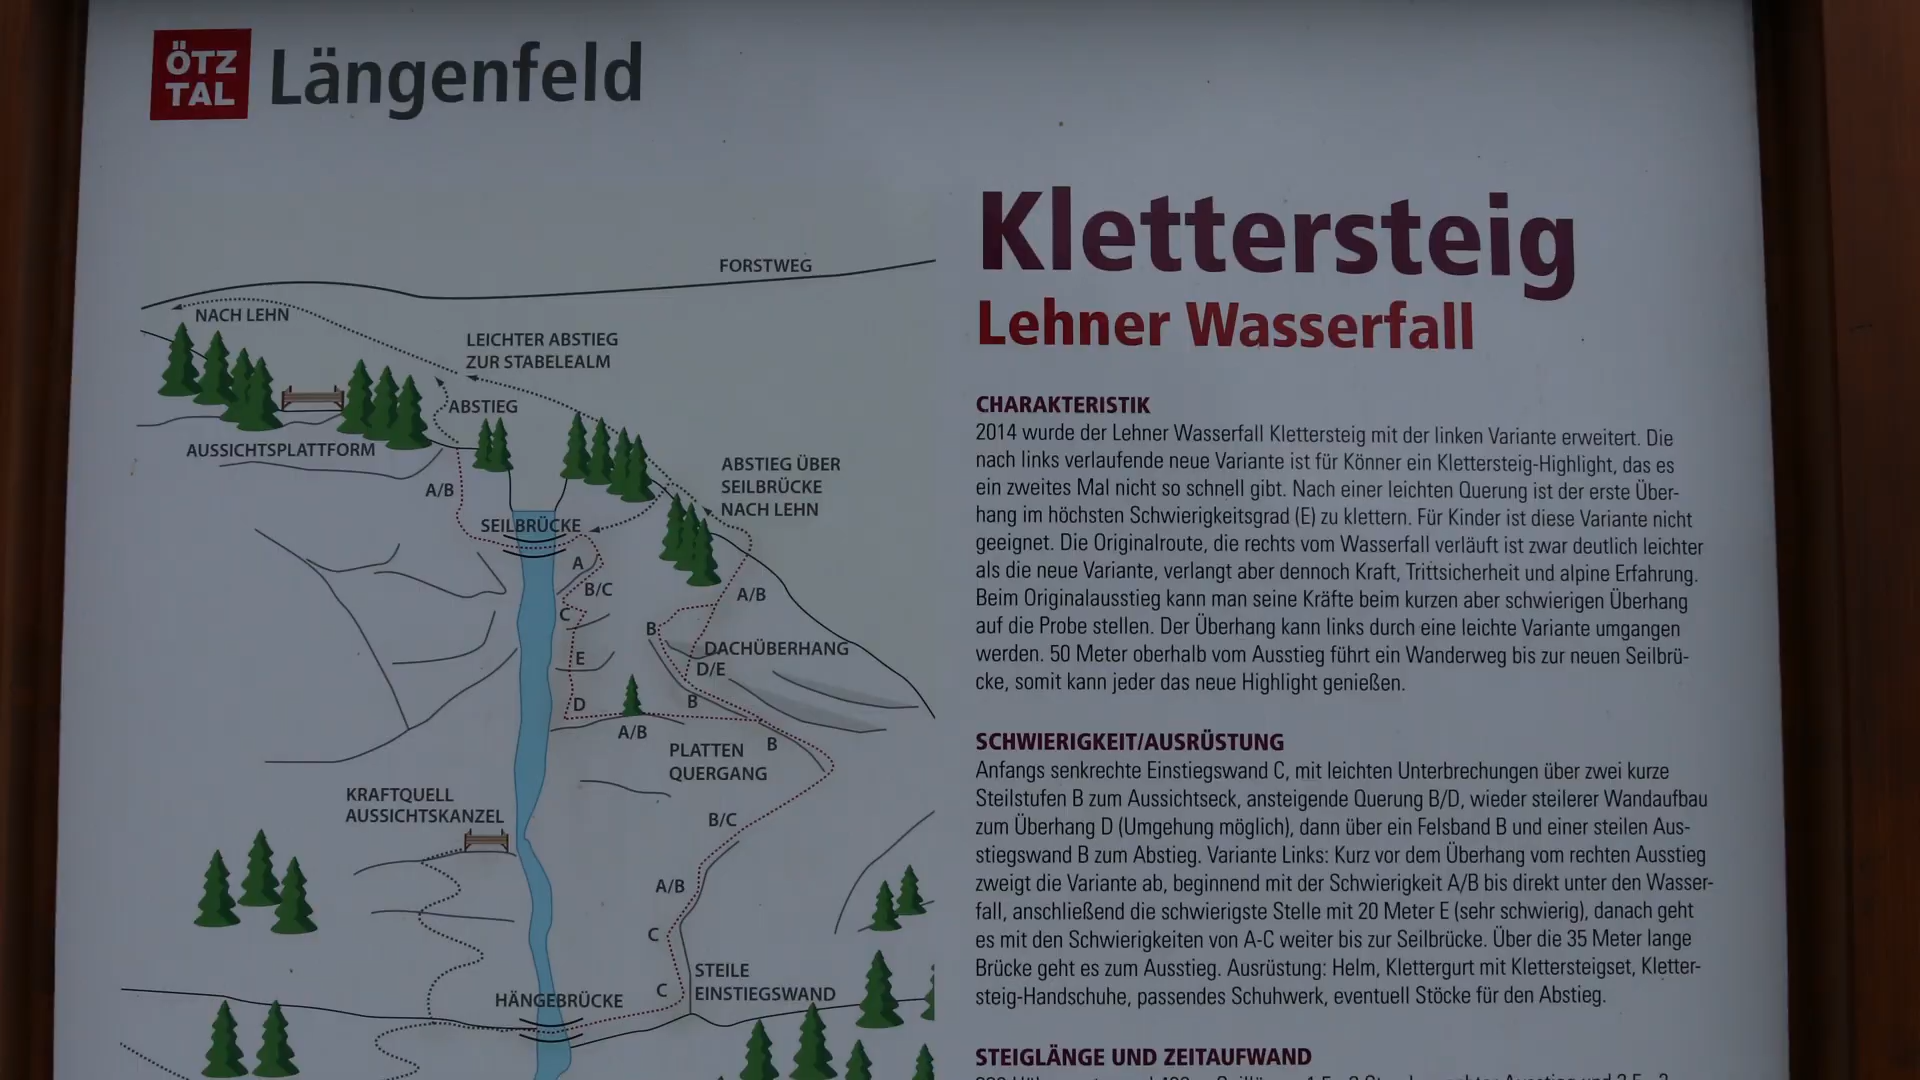 ÖTZ
TAL
Längenfeld
FORSTWEG
NACH LEHN
LEICHTER ABSTIEG
ZUR STABELEALM
ABSTIEG
AUSSICHTSPLATTFORM
A/B
ABSTIEG ÜBER
SEILBRÜCKE
NACH LEHN
SEILBRÜCKE
A
B/C
C
A/B
B
DACHÜBERHANG
D/E
E
D
B
A/B
B
PLATTEN
QUERGANG
KRAFTQUELL
AUSSICHTSKANZEL
B/C
A/B
C
STEILE
EINSTIEGSWAND
C
HÄNGEBRÜCKE
Klettersteig
Lehner Wasserfall
CHARAKTERISTIK
2014 wurde der Lehner Wasserfall Klettersteig mit der linken Variante erweitert. Die
nach links verlaufende neue Variante ist für Könner ein Klettersteig-Highlight, das es
ein zweites Mal nicht so schnell gibt. Nach einer leichten Querung ist der erste Über-
hang im höchsten Schwierigkeitsgrad (E) zu klettern. Für Kinder ist diese Variante nicht
geeignet. Die Originalroute, die rechts vom Wasserfall verläuft ist zwar deutlich leichter
als die neue Variante, verlangt aber dennoch Kraft, Trittsicherheit und alpine Erfahrung.
Beim Originalausstieg kann man seine Kräfte beim kurzen aber schwierigen Überhang
auf die Probe stellen. Der Überhang kann links durch eine leichte Variante umgangen
werden. 50 Meter oberhalb vom Ausstieg führt ein Wanderweg bis zur neuen Seilbrü-
cke, somit kann jeder das neue Highlight genießen.
SCHWIERIGKEIT/AUSRÜSTUNG
Anfangs senkrechte Einstiegswand C, mit leichten Unterbrechungen über zwei kurze
Steilstufen B zum Aussichtseck, ansteigende Querung B/D, wieder steilerer Wandaufbau
zum Überhang D (Umgehung möglich), dann über ein Felsband B und einer steilen Aus-
stiegswand B zum Abstieg. Variante Links: Kurz vor dem Überhang vom rechten Ausstieg
zweigt die Variante ab, beginnend mit der Schwierigkeit A/B bis direkt unter den Wasser-
fall, anschließend die schwierigste Stelle mit 20 Meter E (sehr schwierig), danach geht
es mit den Schwierigkeiten von A-C weiter bis zur Seilbrücke. Über die 35 Meter lange
Brücke geht es zum Ausstieg. Ausrüstung: Helm, Klettergurt mit Klettersteigset, Kletter-
steig-Handschuhe, passendes Schuhwerk, eventuell Stöcke für den Abstieg.
STEIGLÄNGE UND ZEITAUFWAND